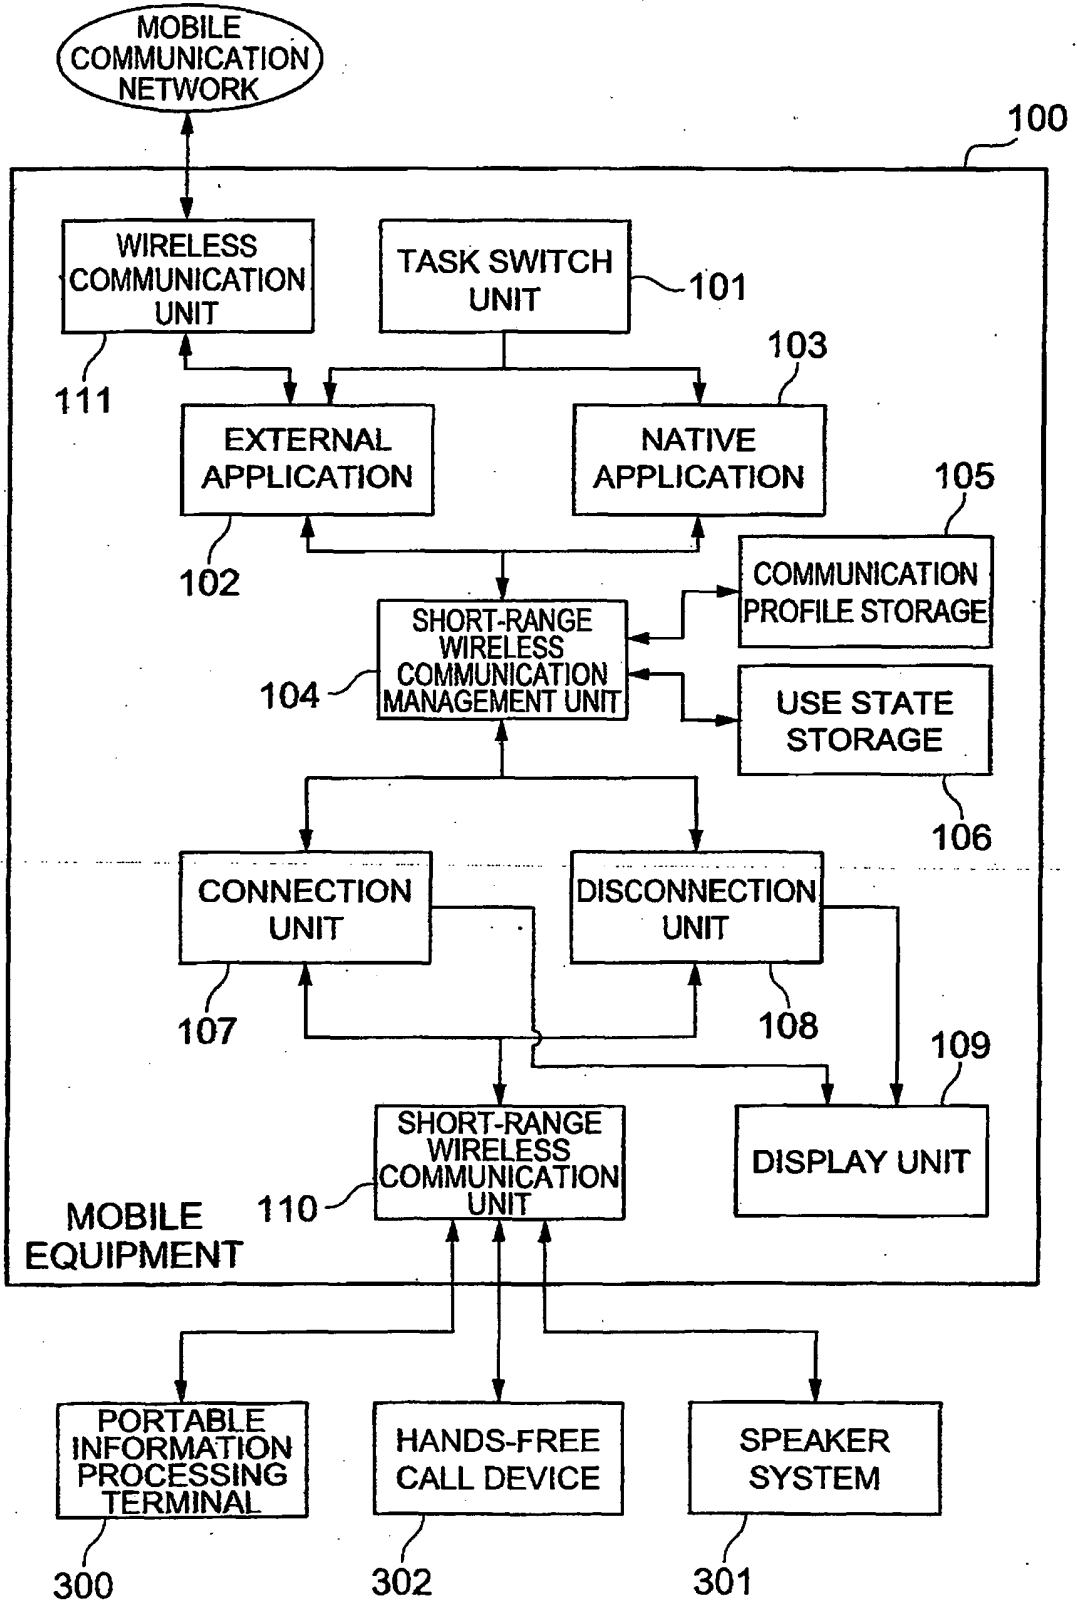 MOBILE
COMMUNICATION
NETWORK
100
WIRELESS
COMMUNICATION
UNIT
111
TASK SWITCH
UNIT
101
103
EXTERNAL
APPLICATION
102
NATIVE
APPLICATION
105
COMMUNICATION
PROFILE STORAGE
SHORT-RANGE
WIRELESS
COMMUNICATION
MANAGEMENT UNIT
104
USE STATE
STORAGE
106
CONNECTION
UNIT
107
DISCONNECTION
UNIT
108
109
SHORT-RANGE
WIRELESS
COMMUNICATION
UNIT
110
DISPLAY UNIT
MOBILE
EQUIPMENT
PORTABLE
INFORMATION
PROCESSING
TERMINAL
300
HANDS-FREE
CALL DEVICE
302
SPEAKER
SYSTEM
301